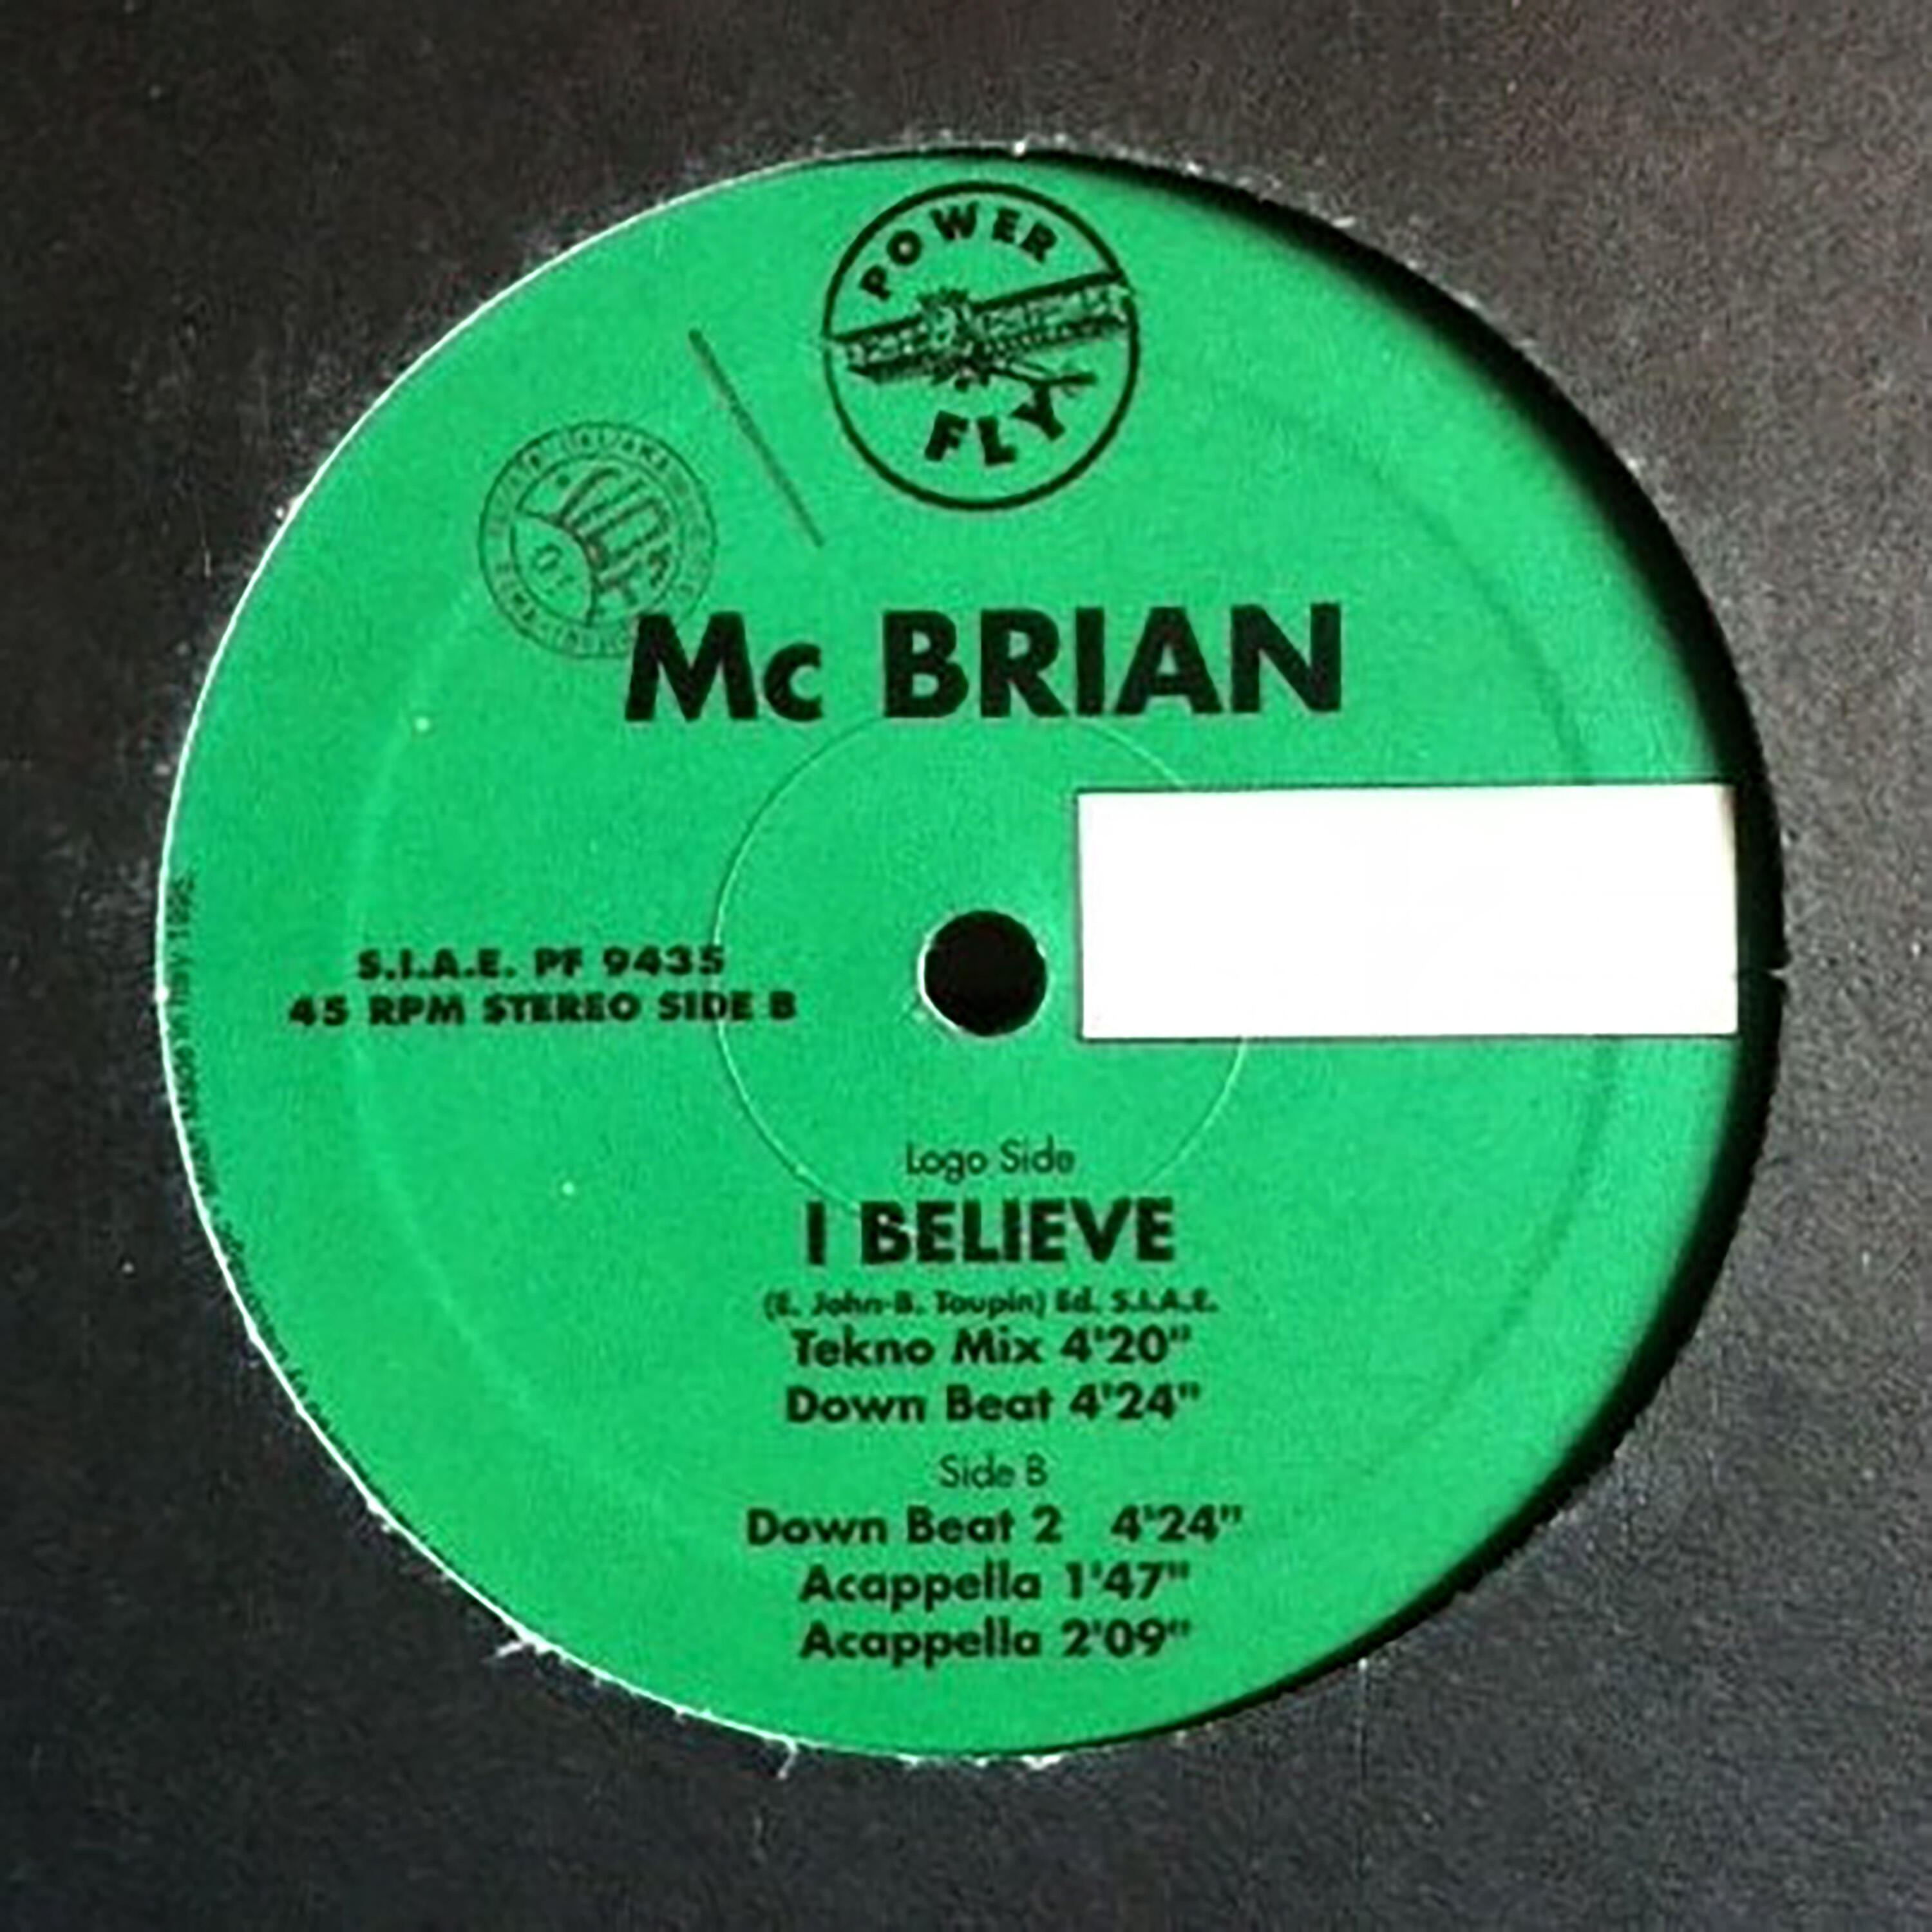 POWER
FLY
Mc BRIAN
S.I.A.E. PF 9435
45 RPM STEREO SIDE B
Logo Side
I BELIEVE
(E. John-B. Taupin) Ed. S.I.A.E.
Tekno Mix 4'20"
Down Beat 4'24"
Side B
Down Beat 2 4'24"
Acappella 1'47"
Acappella 2'09"